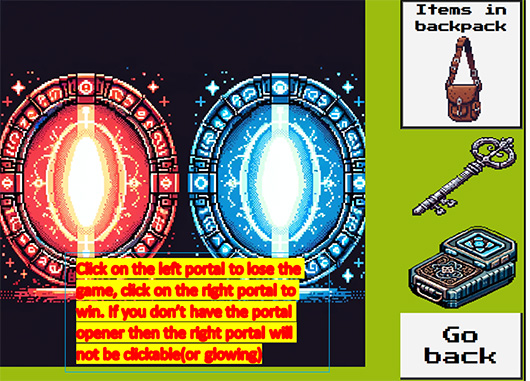 Items in
backpack
Click on the left portal to lose the
game, click on the right portal to
win. If you don't have the portal
opener then the right portal will
not be clickable(or glowing)
Go
back